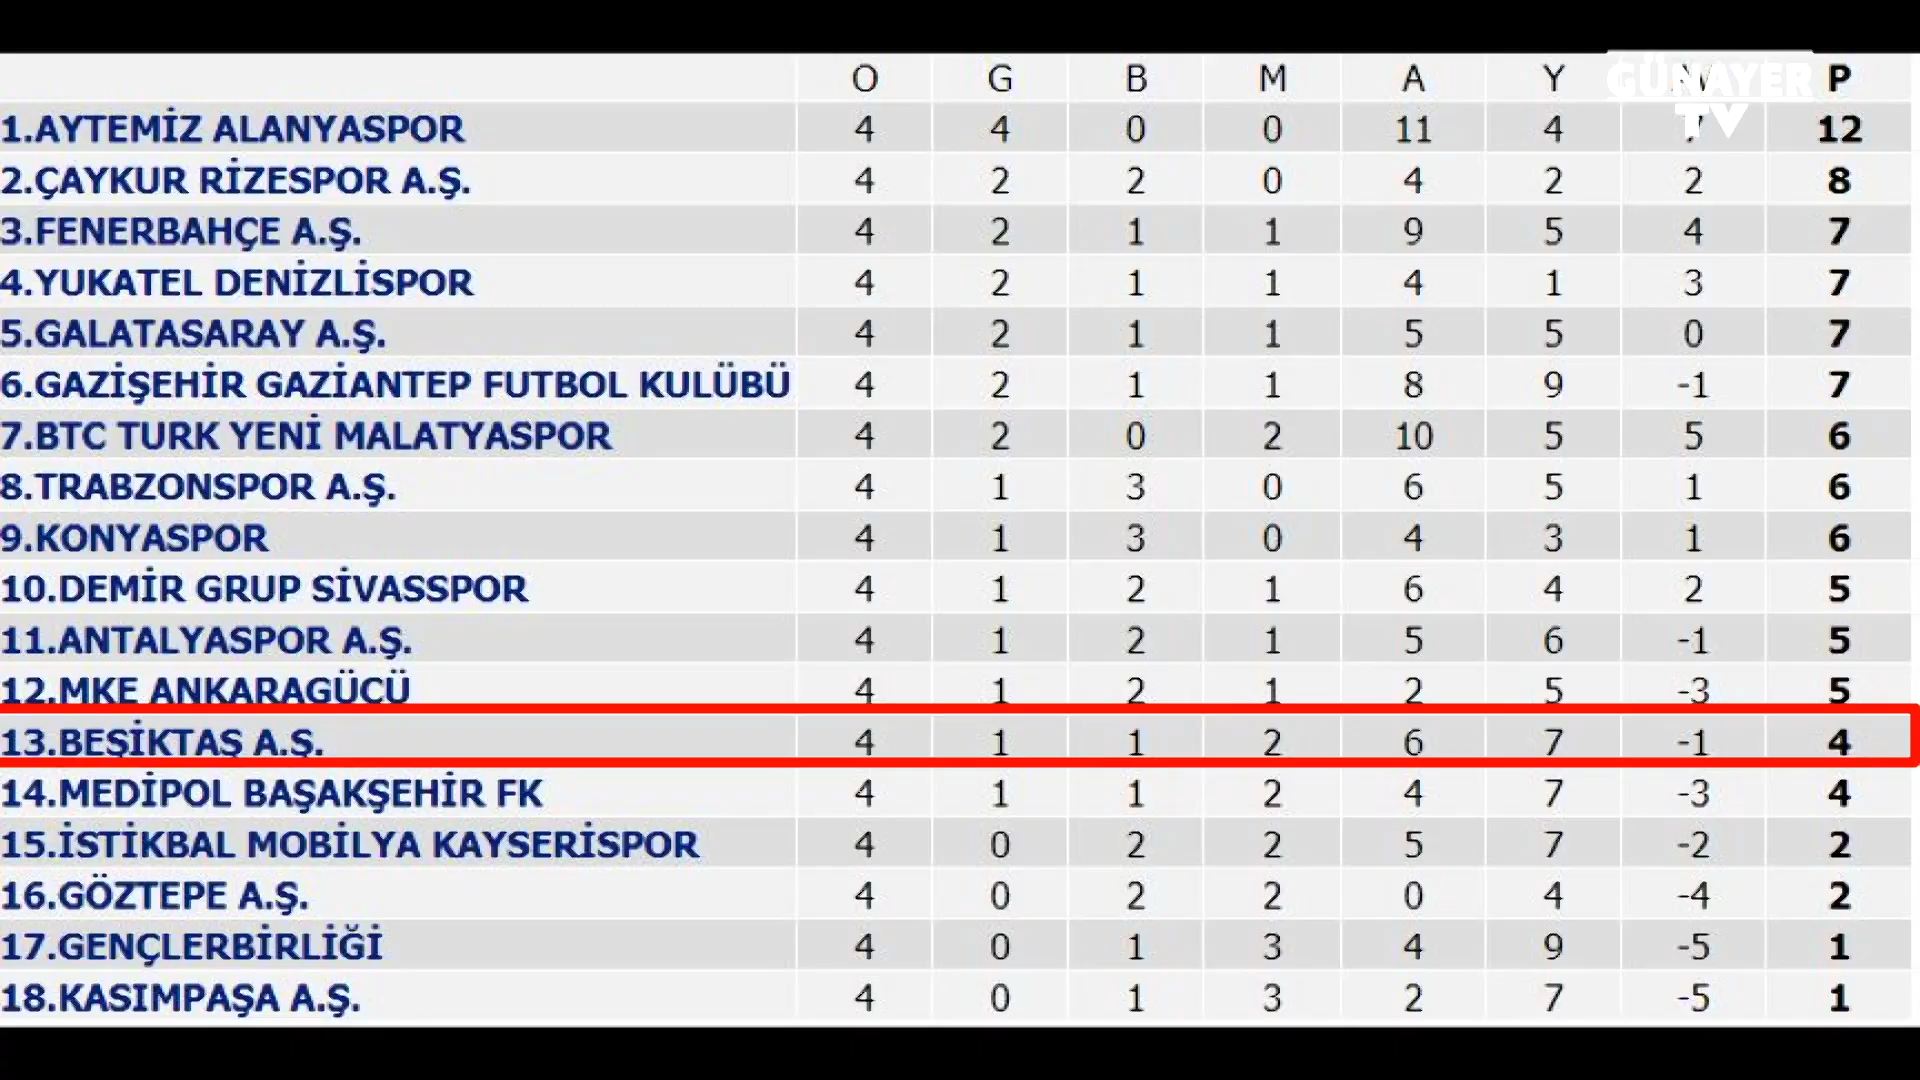 O G B M A Y P
GÜNAYER TV
1.AYTEMİZ ALANYASPOR 4 4 0 0 11 4 7 12
2.ÇAYKUR RİZESPOR A.Ş. 4 2 2 0 4 2 2 8
3.FENERBAHÇE A.Ş. 4 2 1 1 9 5 4 7
4.YUKATEL DENİZLİSPOR 4 2 1 1 4 1 3 7
5.GALATASARAY A.Ş. 4 2 1 1 5 5 0 7
6.GAZİŞEHİR GAZİANTEP FUTBOL KULÜBÜ 4 2 1 1 8 9 -1 7
7.BTC TURK YENİ MALATYASPOR 4 2 0 2 10 5 5 6
8.TRABZONSPOR A.Ş. 4 1 3 0 6 5 1 6
9.KONYASPOR 4 1 3 0 4 3 1 6
10.DEMİR GRUP SİVASSPOR 4 1 2 1 6 4 2 5
11.ANTALYASPOR A.Ş. 4 1 2 1 5 6 -1 5
12.MKE ANKARAGÜCÜ 4 1 2 1 2 5 -3 5
13.BEŞİKTAŞ A.Ş. 4 1 1 2 6 7 -1 4
14.MEDİPOL BAŞAKŞEHİR FK 4 1 1 2 4 7 -3 4
15.İSTİKBAL MOBİLYA KAYSERİSPOR 4 0 2 2 5 7 -2 2
16.GÖZTEPE A.Ş. 4 0 2 2 0 4 -4 2
17.GENÇLERBİRLİĞİ 4 0 1 3 4 9 -5 1
18.KASIMPAŞA A.Ş. 4 0 1 3 2 7 -5 1